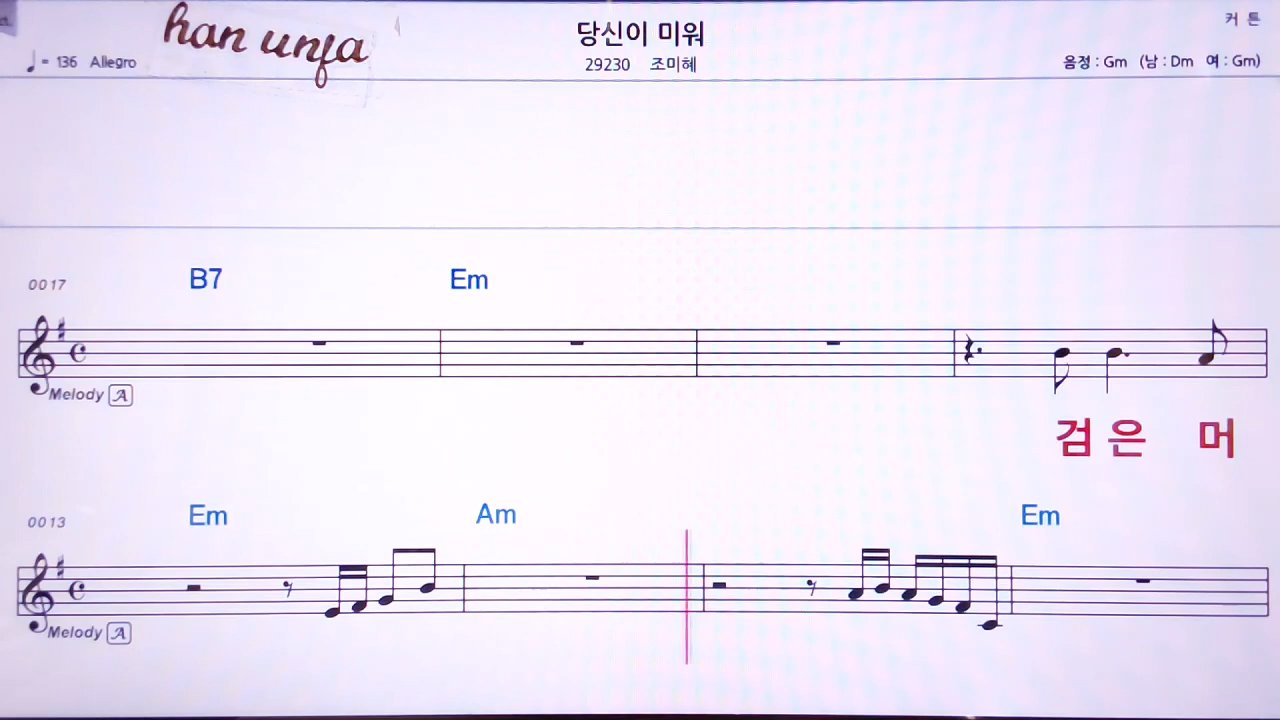 han unja
당신이 미워
커 튼
♩ = 136 Allegro
29230 조미혜
음정 : Gm (남 : Dm 여 : Gm)
0017 B7 Em
Melody A
검 은 머
0013 Em Am Em
Melody A